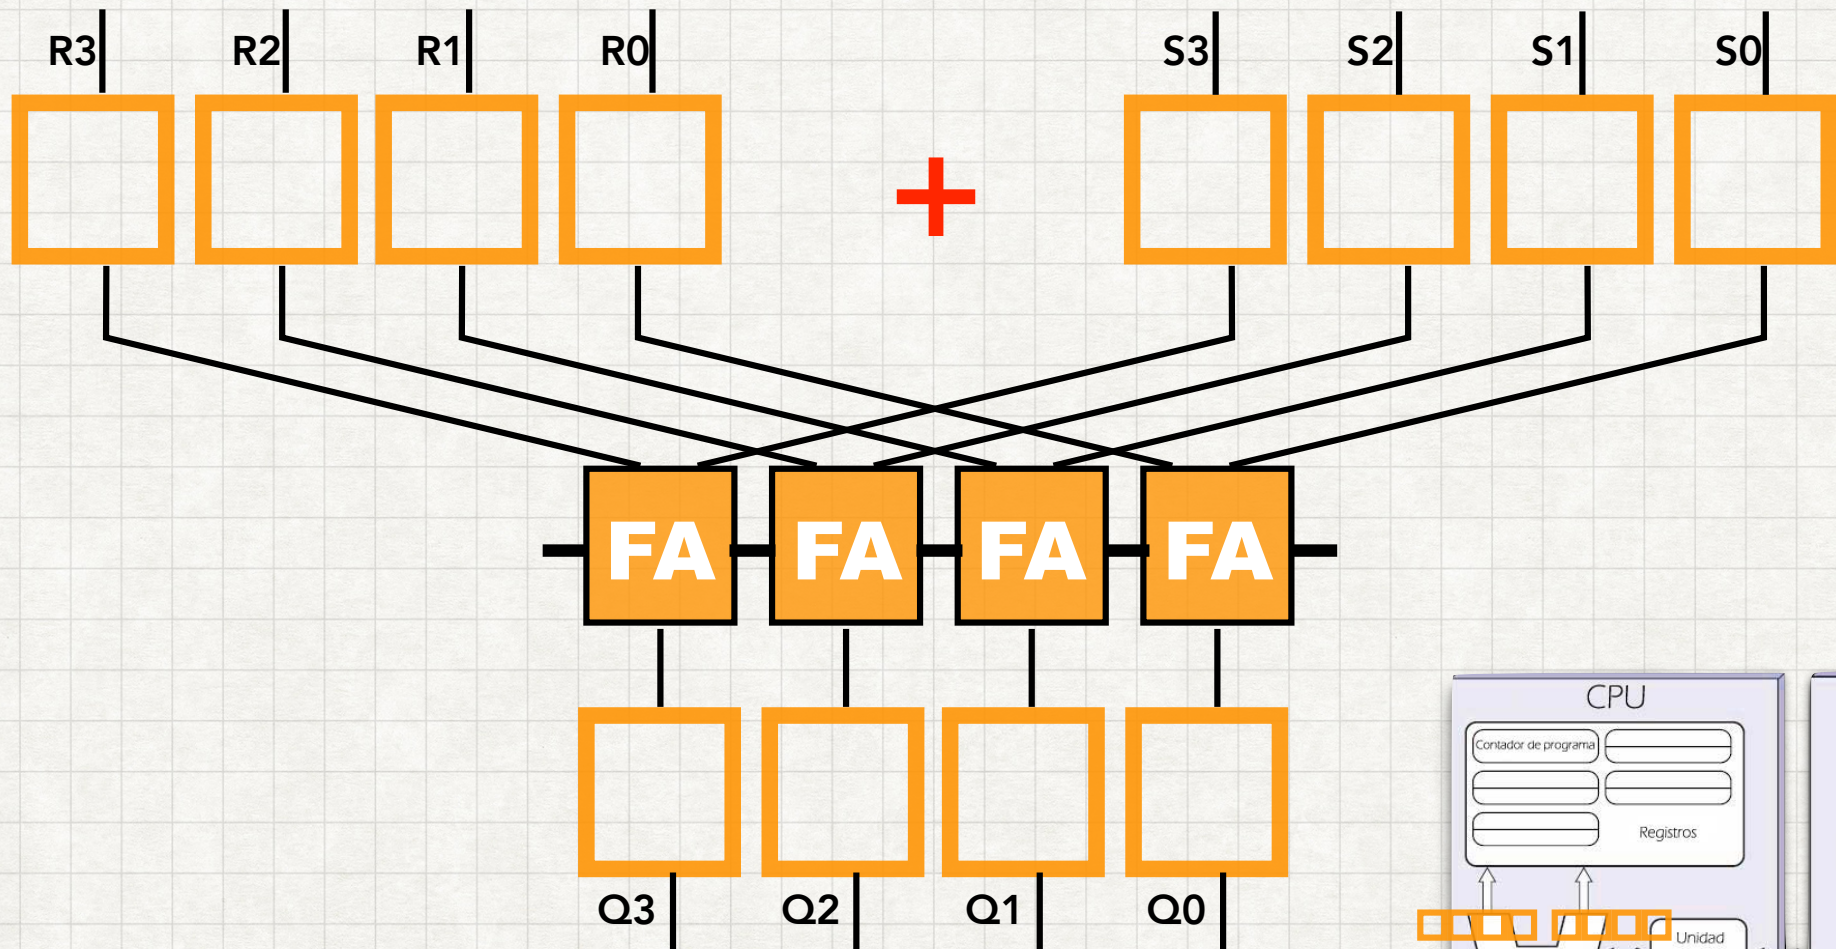 R3 R2 R1 R0 S3 S2 S1 S0
+
FA FA FA FA
Q3 Q2 Q1 Q0
CPU
Contador de programa
Registros
Unidad